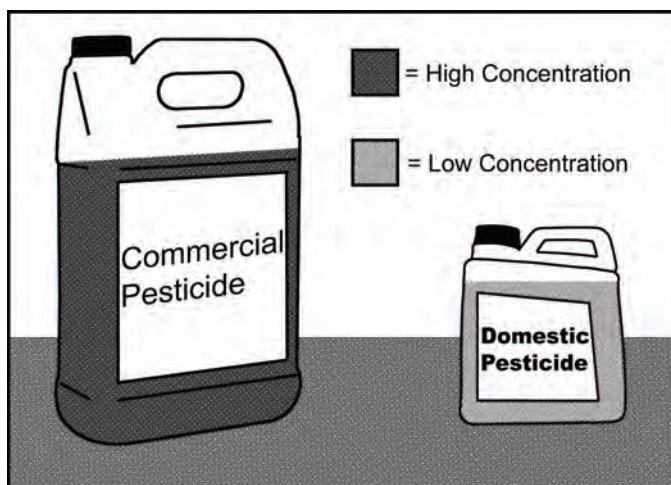 = High Concentration
= Low Concentration
Commercial
Pesticide
Domestic
Pesticide